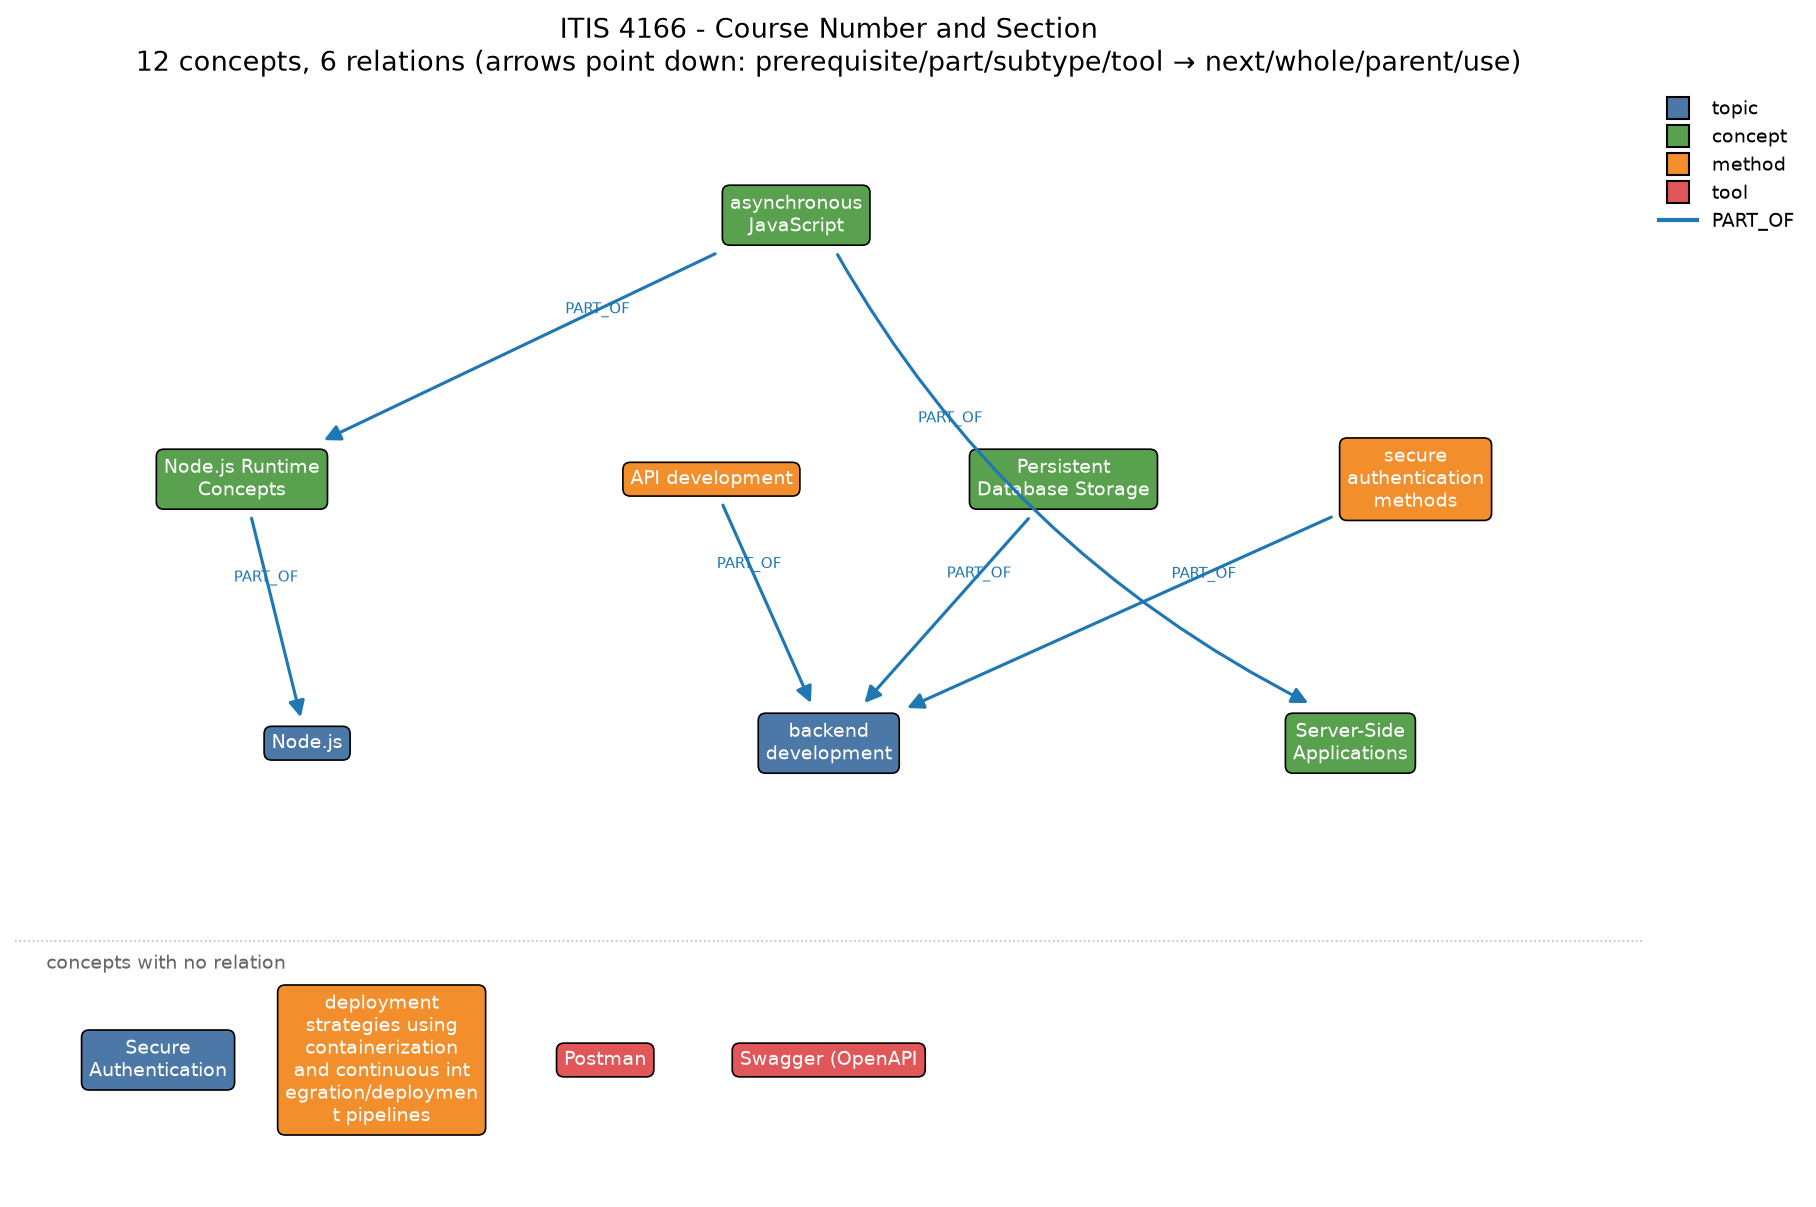 ITIS 4166 - Course Number and Section
12 concepts, 6 relations (arrows point down: prerequisite/part/subtype/tool → next/whole/parent/use)
topic
concept
method
tool
PART_OF
asynchronous
JavaScript
PART_OF
PART_OF
Node.js Runtime
Concepts
API development
Persistent
Database Storage
secure
authentication
methods
PART_OF
PART_OF
PART_OF
PART_OF
Node.js
backend
development
Server-Side
Applications
concepts with no relation
Secure
Authentication
deployment
strategies using
containerization
and continuous int
egration/deploymen
t pipelines
Postman
Swagger (OpenAPI